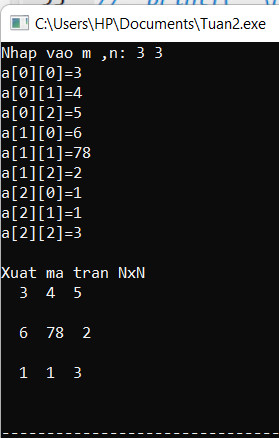 C:\Users\HP\Documents\Tuan2.exe
Nhap vao m ,n: 3 3
a[0][0]=3
a[0][1]=4
a[0][2]=5
a[1][0]=6
a[1][1]=78
a[1][2]=2
a[2][0]=1
a[2][1]=1
a[2][2]=3
Xuat ma tran NxN
3 4 5
6 78 2
1 1 3
--------------------------------